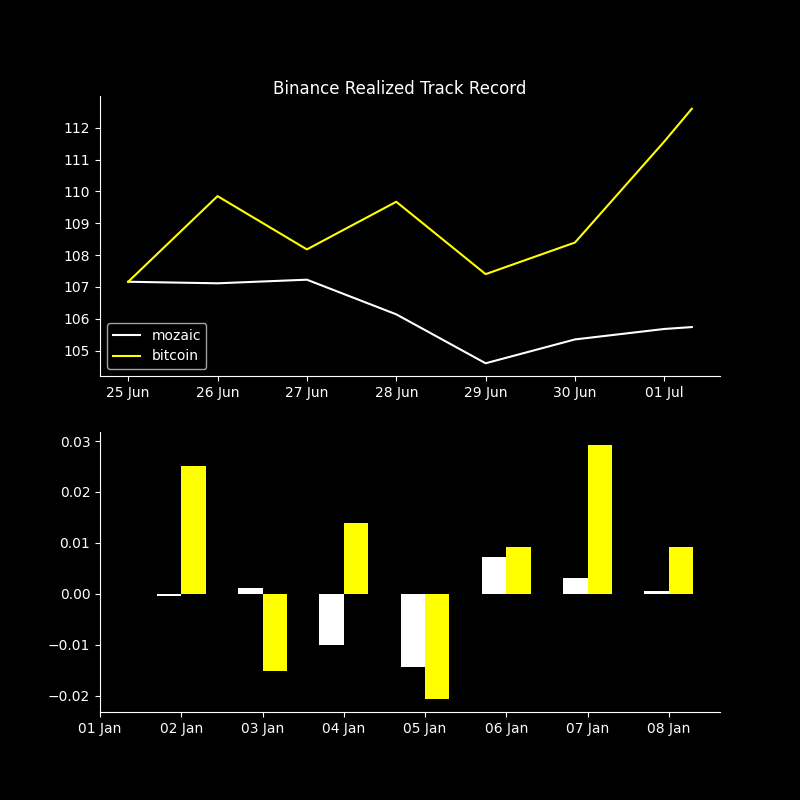 Binance Realized Track Record
112
111
110
109
108
107
106
105
mozaic
bitcoin
25 Jun 26 Jun 27 Jun 28 Jun 29 Jun 30 Jun 01 Jul
0.03
0.02
0.01
0.00
−0.01
−0.02
01 Jan 02 Jan 03 Jan 04 Jan 05 Jan 06 Jan 07 Jan 08 Jan